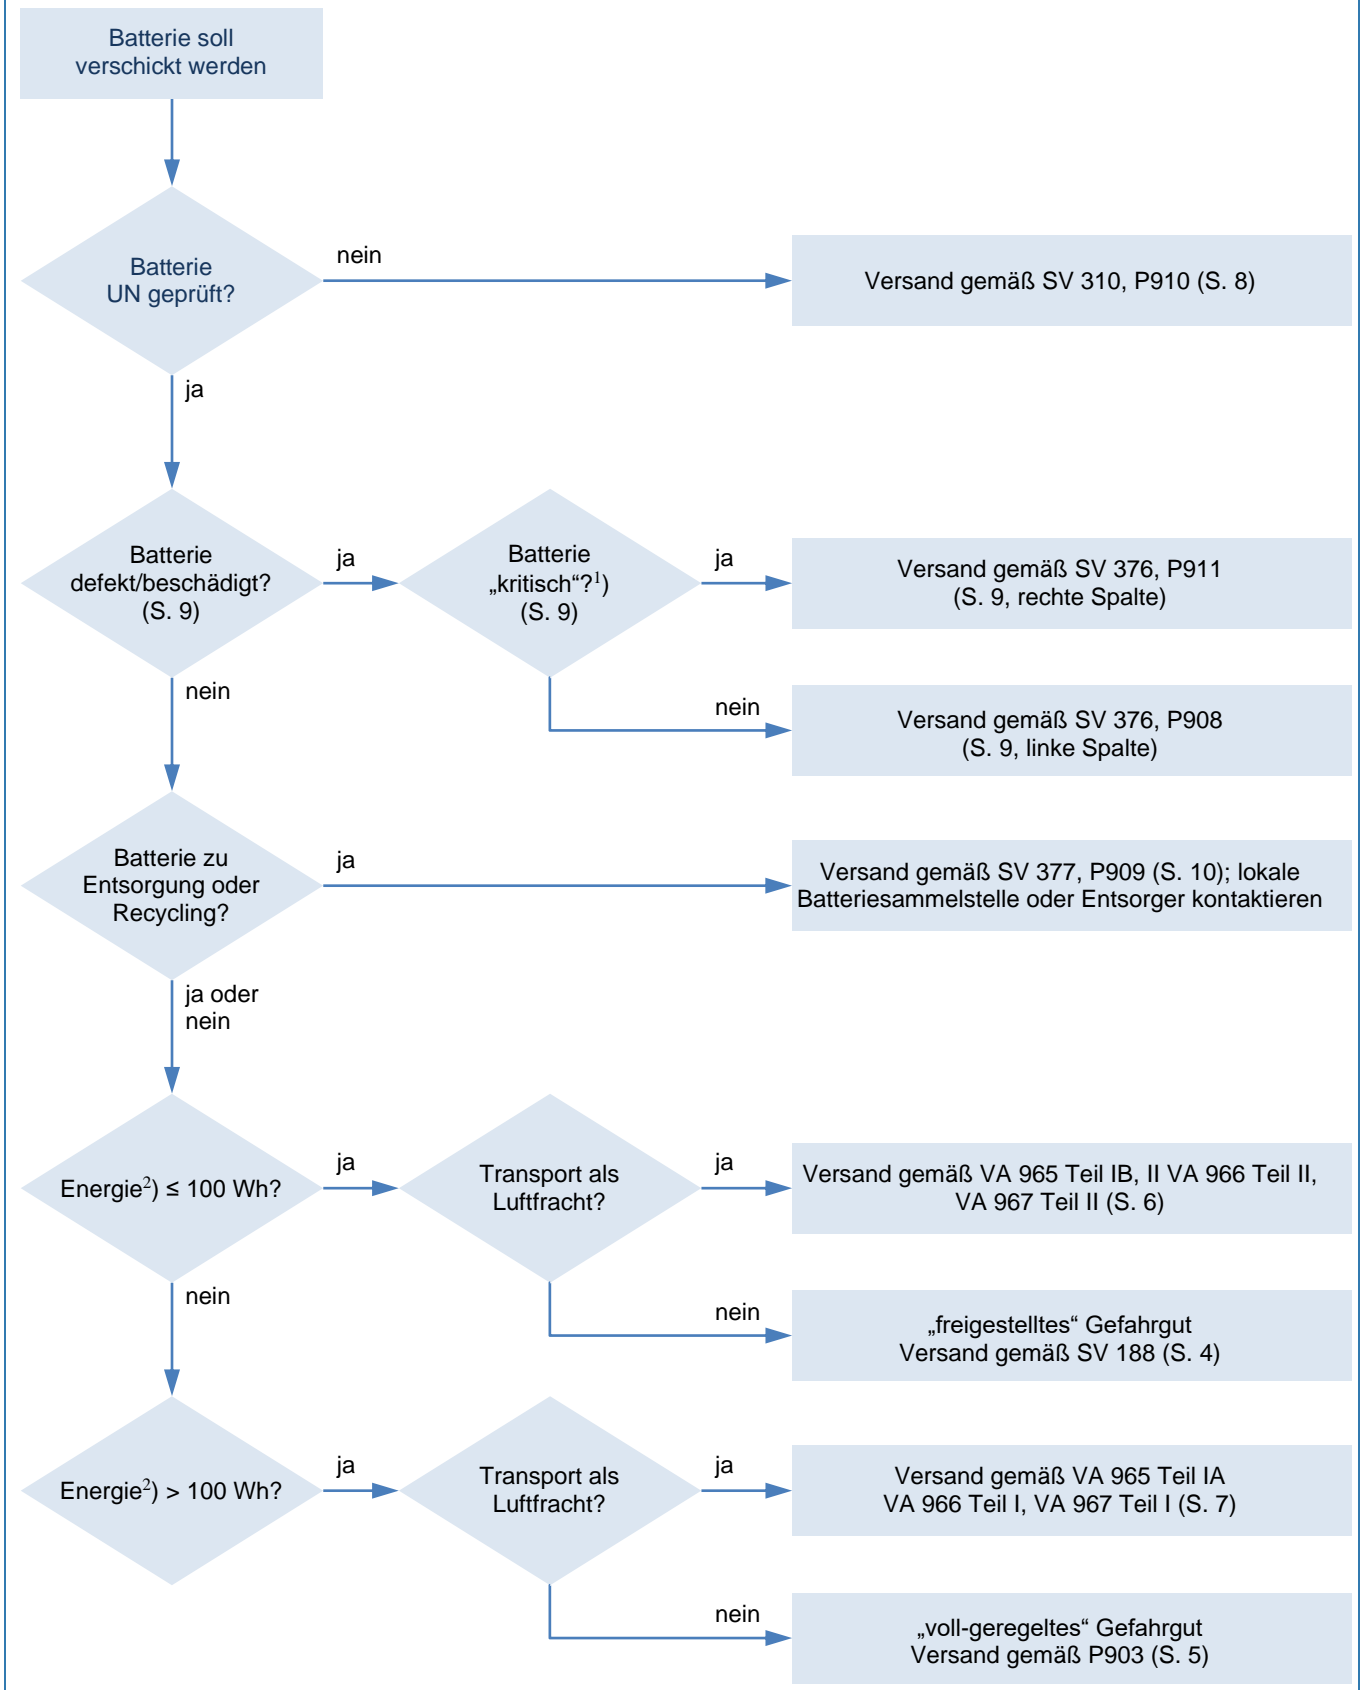 Batterie soll
verschickt werden
Batterie
UN geprüft?
nein
Versand gemäß SV 310, P910 (S. 8)
ja
Batterie
defekt/beschädigt?
(S. 9)
ja
Batterie
„kritisch“?1)
(S. 9)
ja
Versand gemäß SV 376, P911
(S. 9, rechte Spalte)
nein
nein
Versand gemäß SV 376, P908
(S. 9, linke Spalte)
Batterie zu
Entsorgung oder
Recycling?
ja
Versand gemäß SV 377, P909 (S. 10); lokale
Batteriesammelstelle oder Entsorger kontaktieren
ja oder
nein
Energie2) ≤ 100 Wh?
ja
Transport als
Luftfracht?
ja
Versand gemäß VA 965 Teil IB, II VA 966 Teil II,
VA 967 Teil II (S. 6)
nein
nein
„freigestelltes“ Gefahrgut
Versand gemäß SV 188 (S. 4)
Energie2) > 100 Wh?
ja
Transport als
Luftfracht?
ja
Versand gemäß VA 965 Teil IA
VA 966 Teil I, VA 967 Teil I (S. 7)
nein
„voll-geregeltes“ Gefahrgut
Versand gemäß P903 (S. 5)